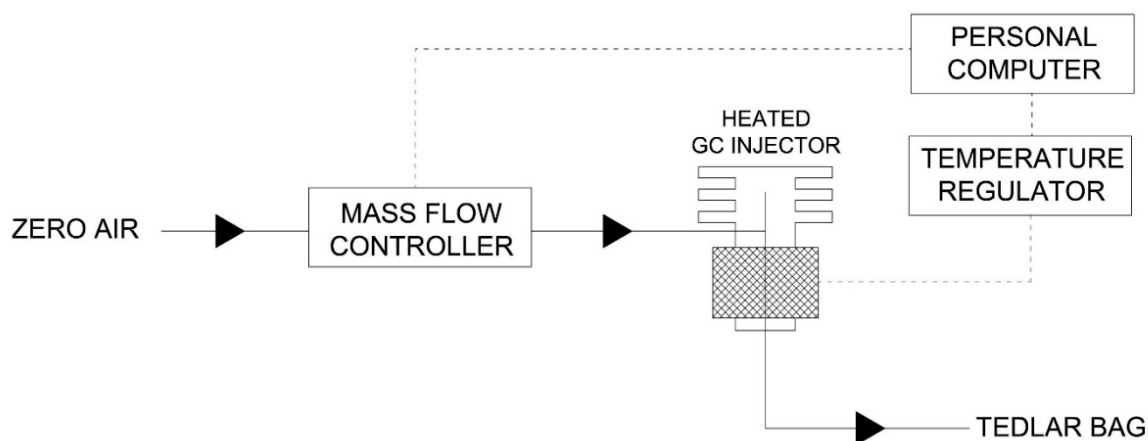 PERSONAL
COMPUTER
HEATED
GC INJECTOR
TEMPERATURE
REGULATOR
ZERO AIR
MASS FLOW
CONTROLLER
TEDLAR BAG